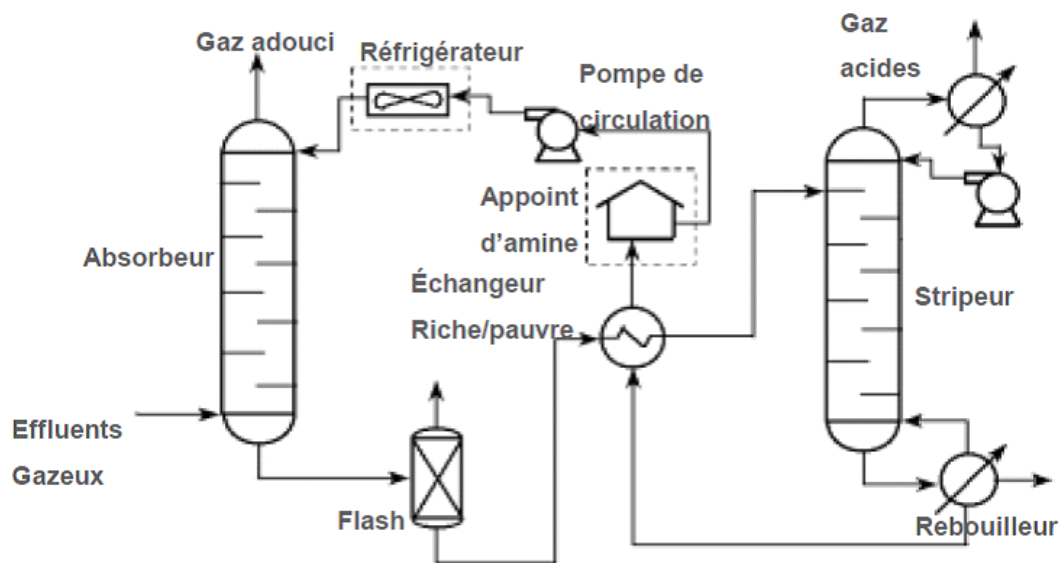 Gaz adouci
Réfrigérateur
Pompe de
circulation
Gaz
acides
Appoint
d'amine
Absorbeur
Échangeur
Riche/pauvre
Stripeur
Effluents
Gazeux
Flash
Rebouilleur